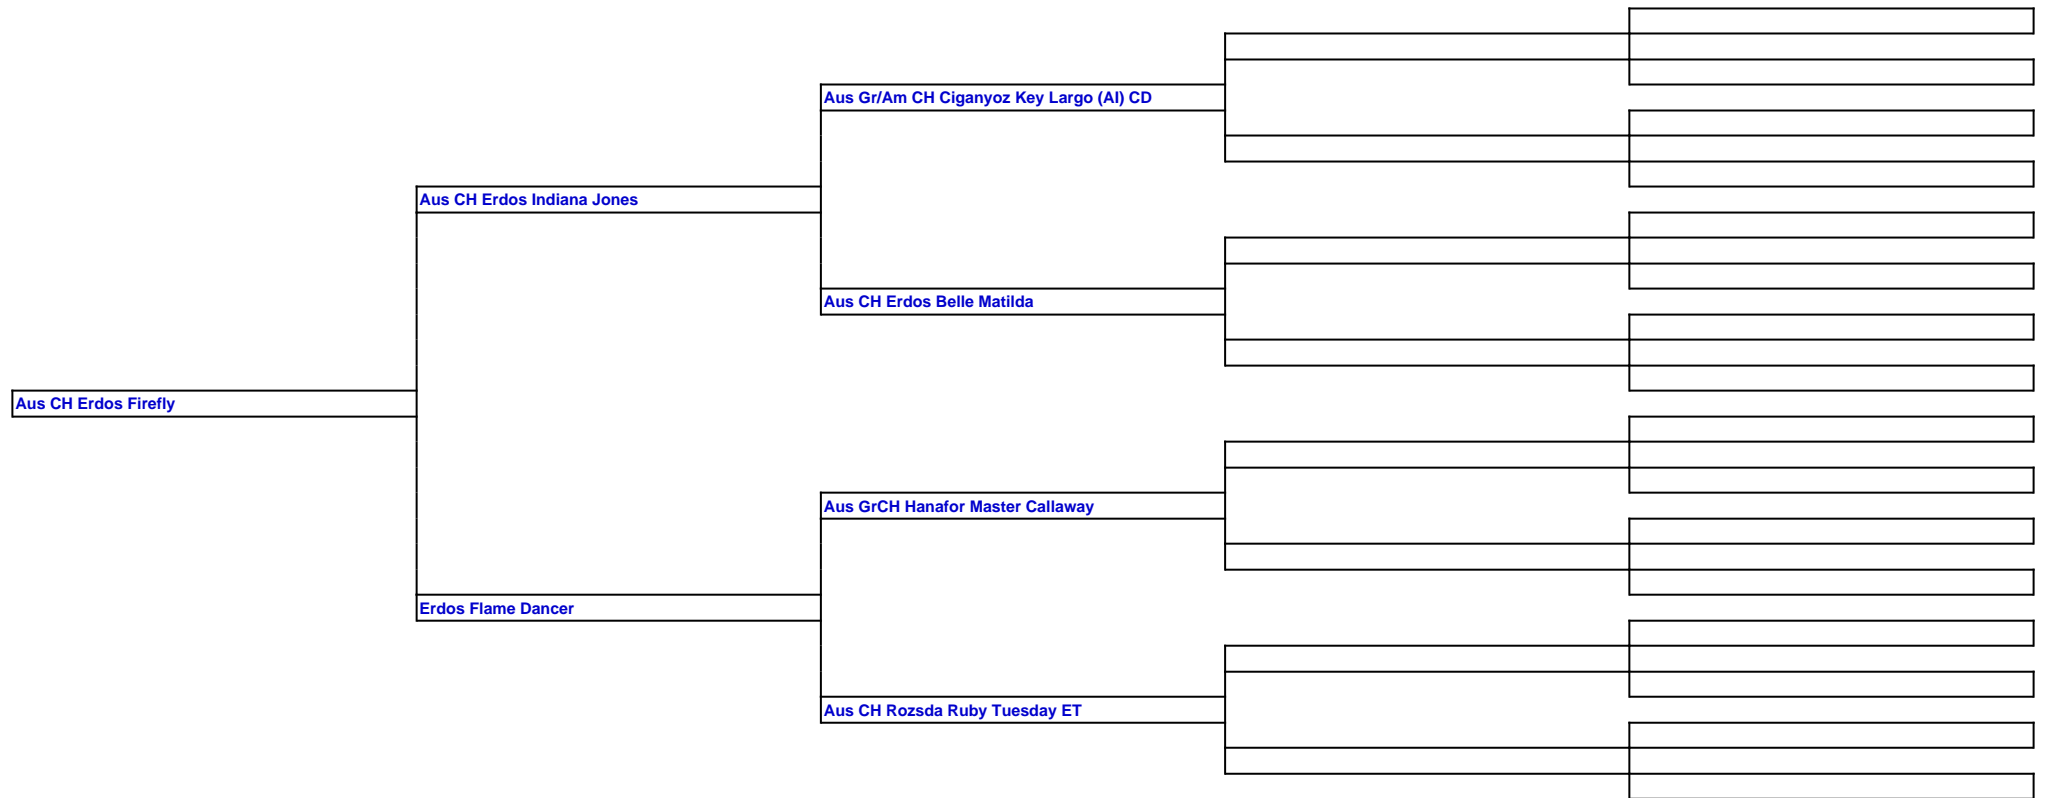 Aus Gr/Am CH Ciganyoz Key Largo (AI) CD
Aus CH Erdos Indiana Jones
Aus CH Erdos Belle Matilda
Aus CH Erdos Firefly
Aus GrCH Hanafor Master Callaway
Erdos Flame Dancer
Aus CH Rozsda Ruby Tuesday ET